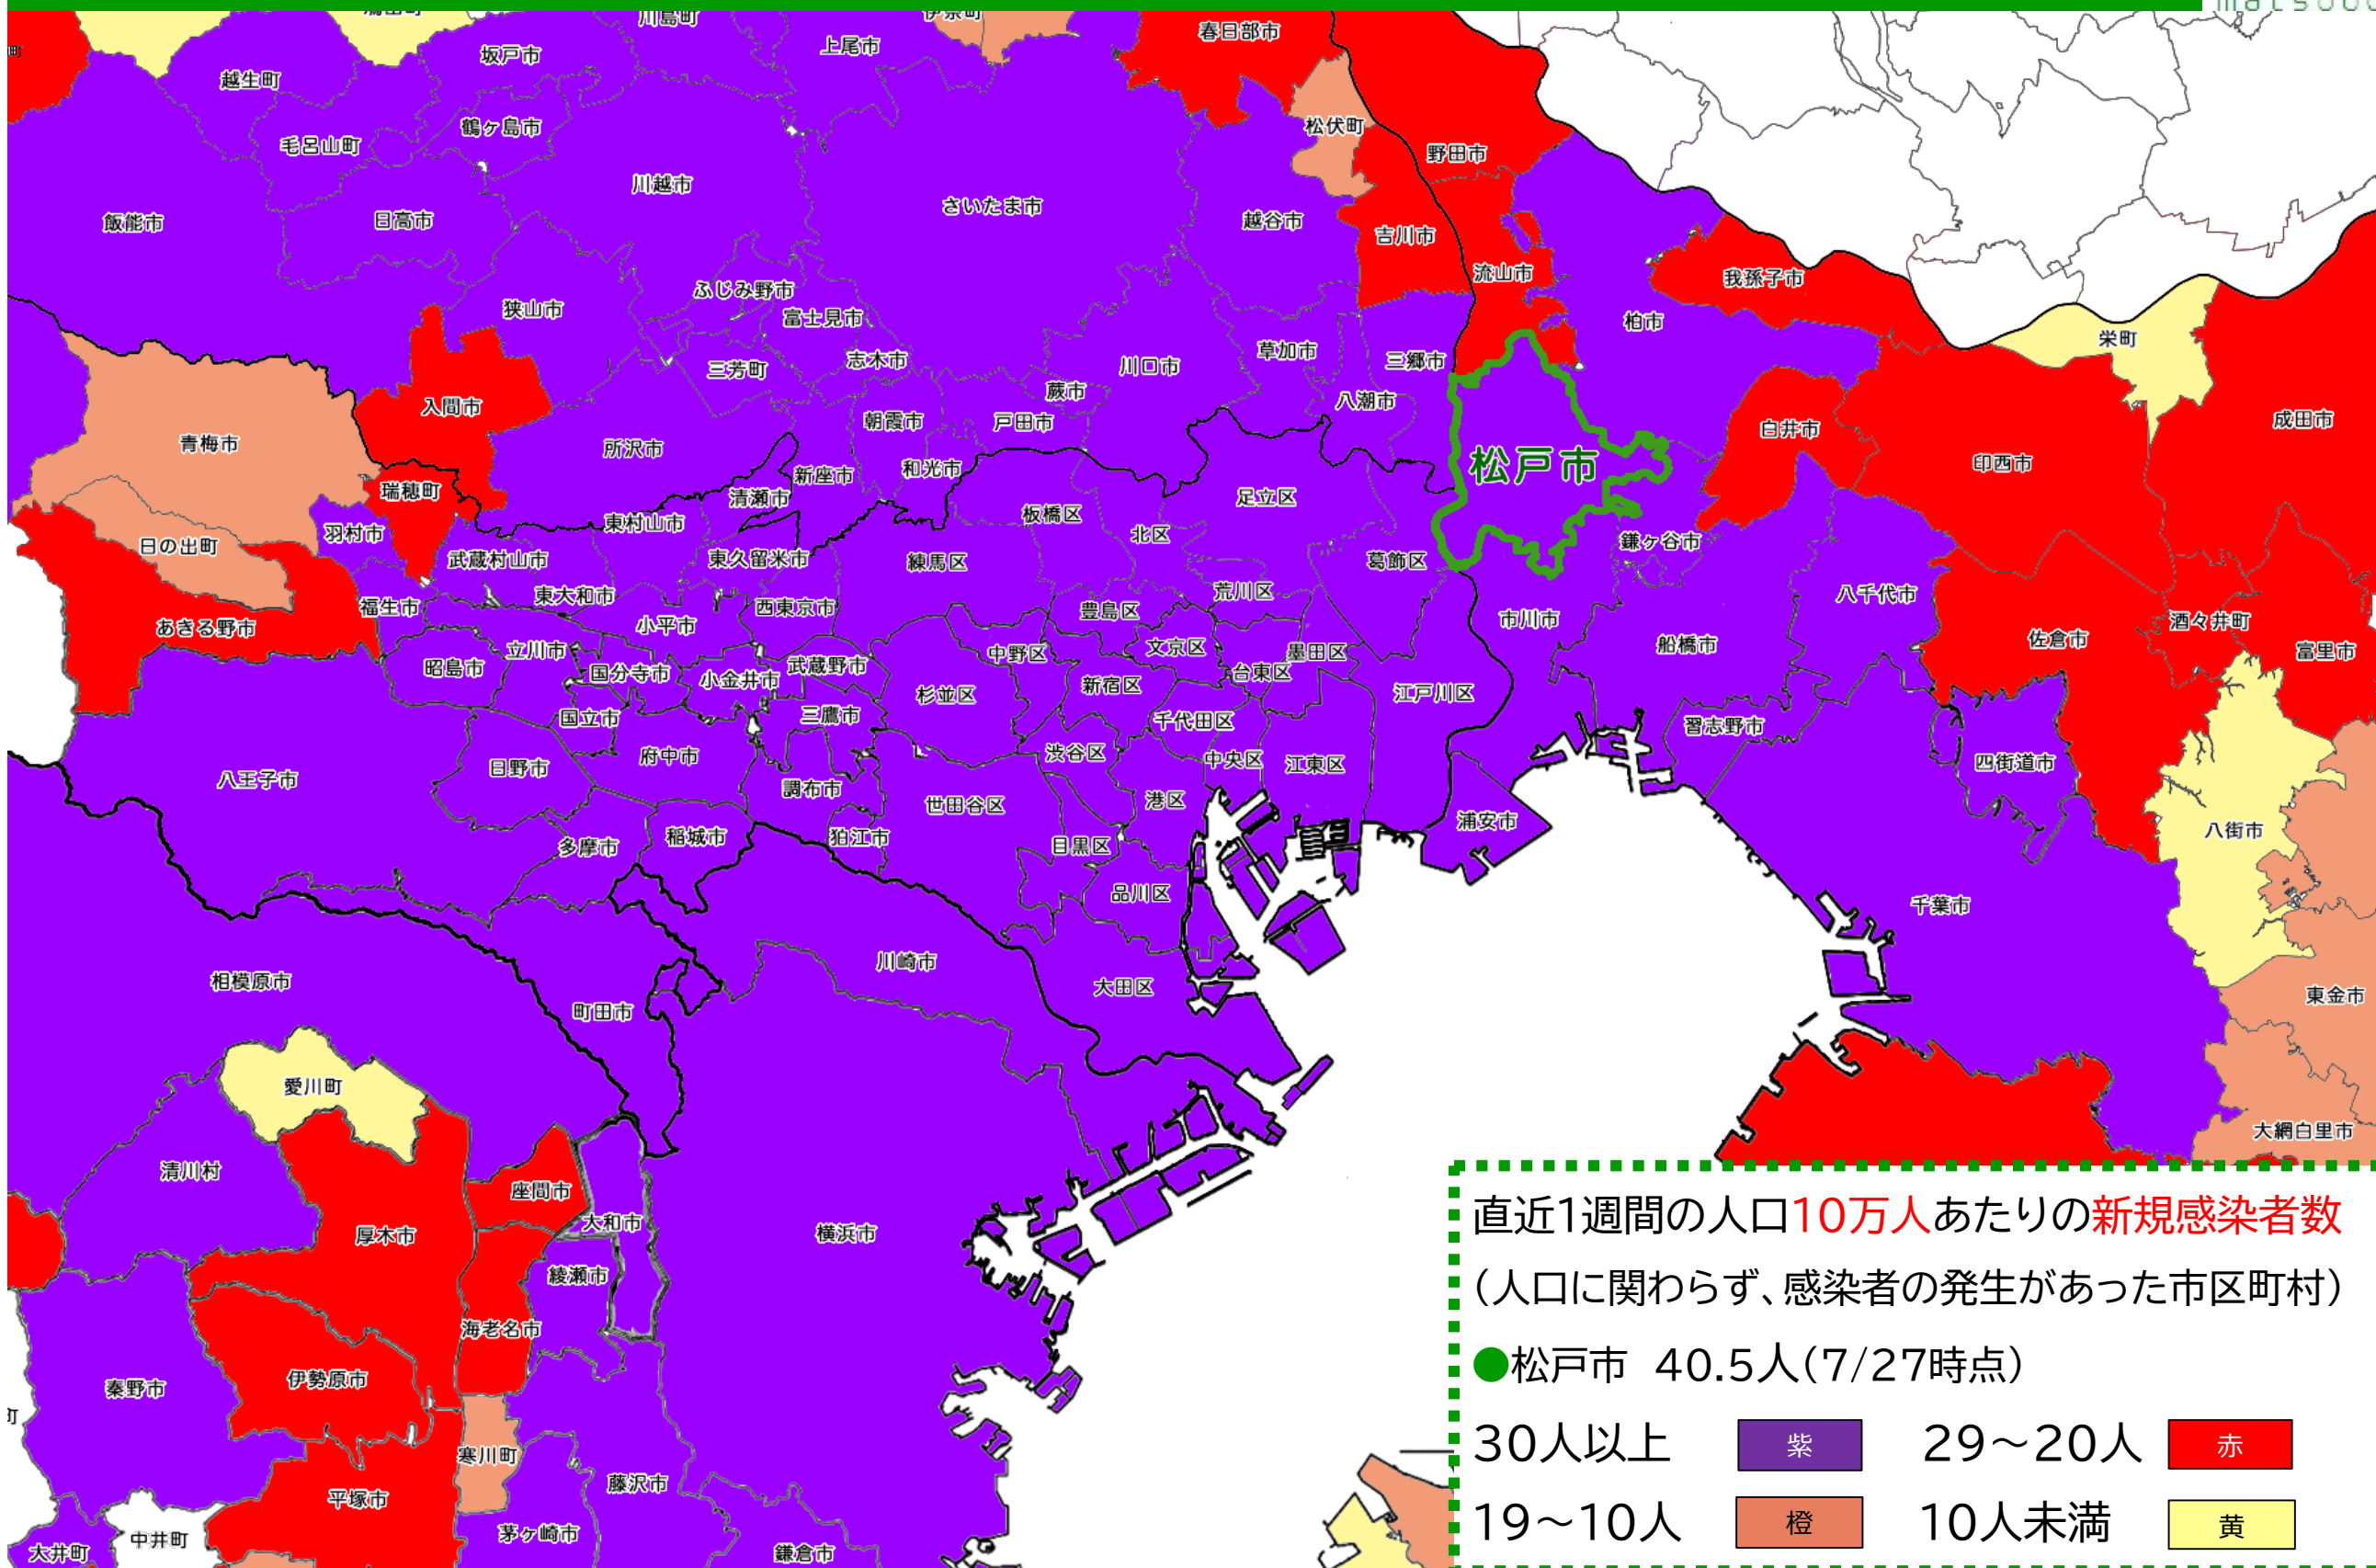 川島町
春日部市
上尾市
坂戸市
越生町
鶴ヶ島市
松伏町
毛呂山町
野田市
川越市
さいたま市
飯能市
日高市
越谷市
吉川市
流山市
我孫子市
ふじみ野市
狭山市
富士見市
柏市
栄町
草加市
三郷市
志木市
三芳町
川口市
蕨市
八潮市
入間市
朝霞市
戸田市
成田市
白井市
青梅市
所沢市
松戸市
印西市
和光市
新座市
瑞穂町
清瀬市
足立区
東村山市
板橋区
羽村市
北区
鎌ヶ谷市
日の出町
武蔵村山市
東久留米市
練馬区
葛飾区
荒川区
東大和市
八千代市
福生市
西東京市
豊島区
市川市
酒々井町
あきる野市
小平市
佐倉市
船橋市
文京区
立川市
中野区
墨田区
富里市
昭島市
国分寺市
武蔵野市
小金井市
台東区
新宿区
杉並区
江戸川区
国立市
三鷹市
千代田区
習志野市
府中市
渋谷区
中央区
江東区
四街道市
日野市
八王子市
調布市
港区
世田谷区
浦安市
八街市
稲城市
狛江市
多摩市
目黒区
品川区
千葉市
川崎市
相模原市
大田区
東金市
町田市
愛川町
大網白里市
清川村
座間市
大和市
横浜市
厚木市
綾瀬市
海老名市
伊勢原市
秦野市
寒川町
藤沢市
平塚市
茅ヶ崎市
中井町
大井町
鎌倉市
直近1週間の人口10万人あたりの新規感染者数
（人口に関わらず、感染者の発生があった市区町村）
●松戸市 40.5人（7/27時点）
30人以上 紫 29～20人 赤
19～10人 橙 10人未満 黄